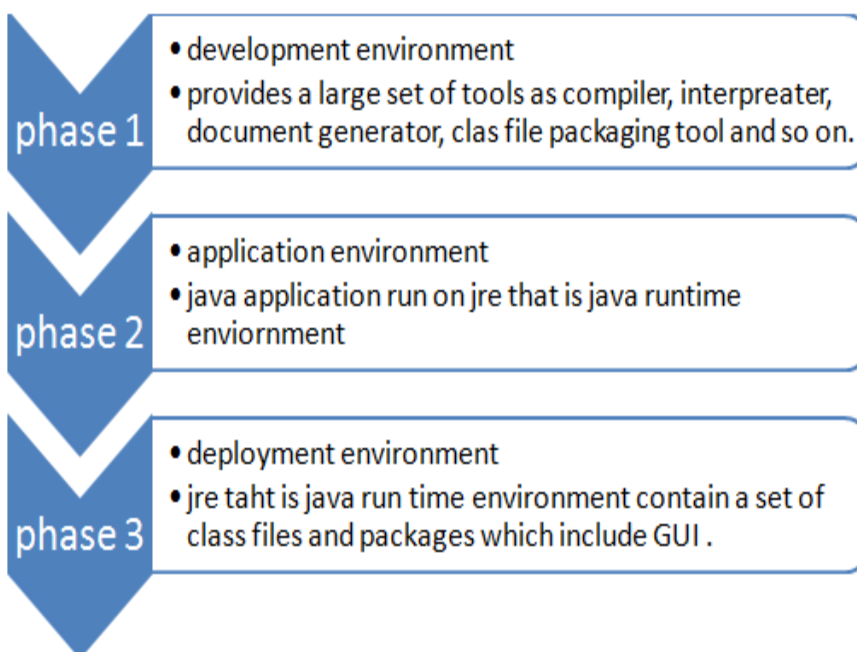 phase 1
• development environment
• provides a large set of tools as compiler, interpreater,
document generator, clas file packaging tool and so on.
phase 2
• application environment
• java application run on jre that is java runtime
enviornment
phase 3
• deployment environment
• jre taht is java run time environment contain a set of
class files and packages which include GUI .